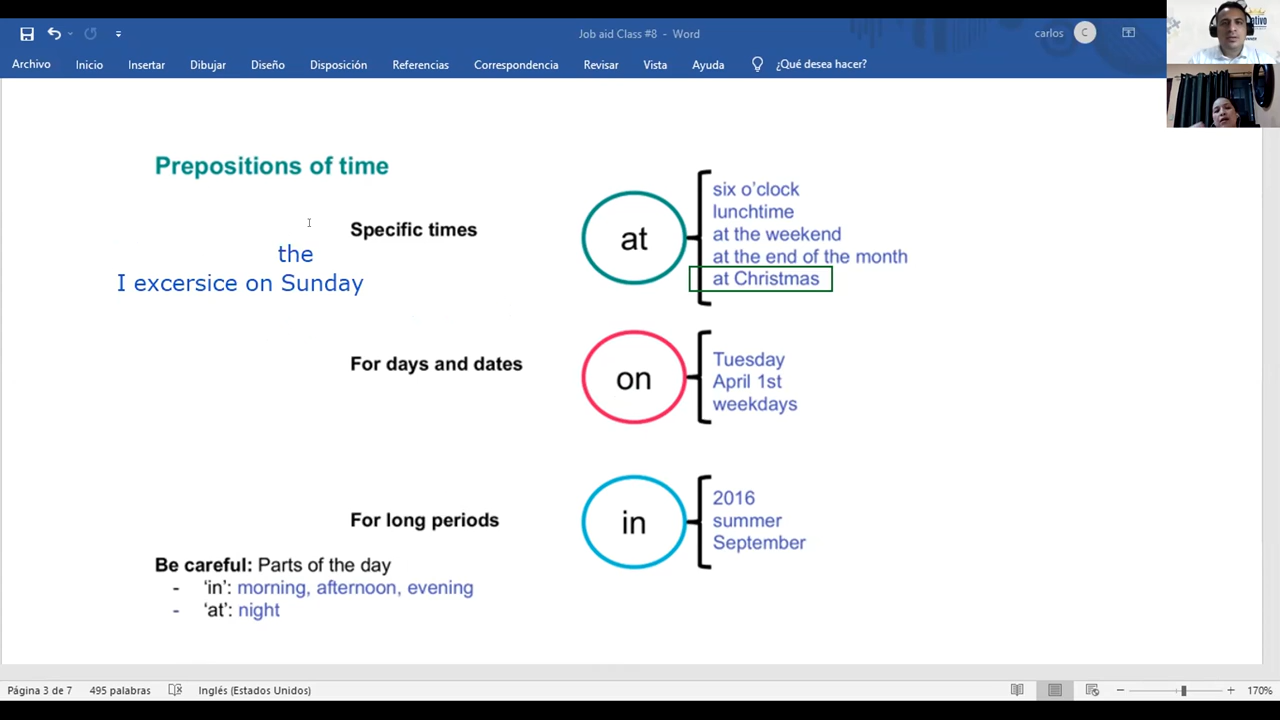 Job aid Class #8 - Word
carlos
C
Archivo
Inicio
Insertar
Dibujar
Diseño
Disposición
Referencias
Correspondencia
Revisar
Vista
Ayuda
¿Qué desea hacer?
Prepositions of time
Specific times
at
six o'clock
lunchtime
at the weekend
at the end of the month
at Christmas
the
I excersice on Sunday
For days and dates
on
Tuesday
April 1st
weekdays
For long periods
in
2016
summer
September
Be careful: Parts of the day
- 'in': morning, afternoon, evening
- 'at': night
Página 3 de 7
495 palabras
Inglés (Estados Unidos)
170%